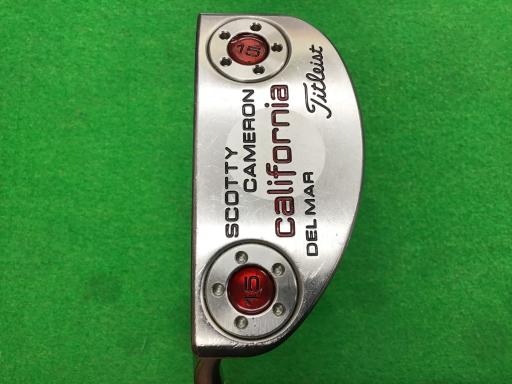 SCOTTY
CAMERON
california
DEL MAR
Titleist
15
15